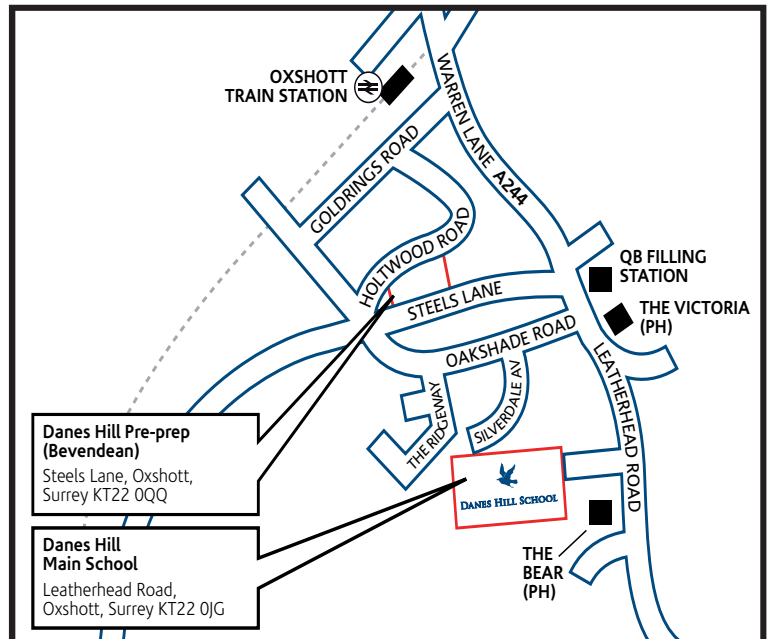 OXSHOTT
TRAIN STATION
WARREN LANE A244
GOLDRINGS ROAD
HOLTWOOD ROAD
QB FILLING
STATION
STEELS LANE
THE VICTORIA
(PH)
OAKSHADE ROAD
LEATHERHEAD ROAD
THE RIDGEWAY
SILVERDALE AV
Danes Hill Pre-prep
(Bevendean)
Steels Lane, Oxshott,
Surrey KT22 0QQ
DANES HILL SCHOOL
Danes Hill
Main School
Leatherhead Road,
Oxshott, Surrey KT22 0JG
THE
BEAR
(PH)